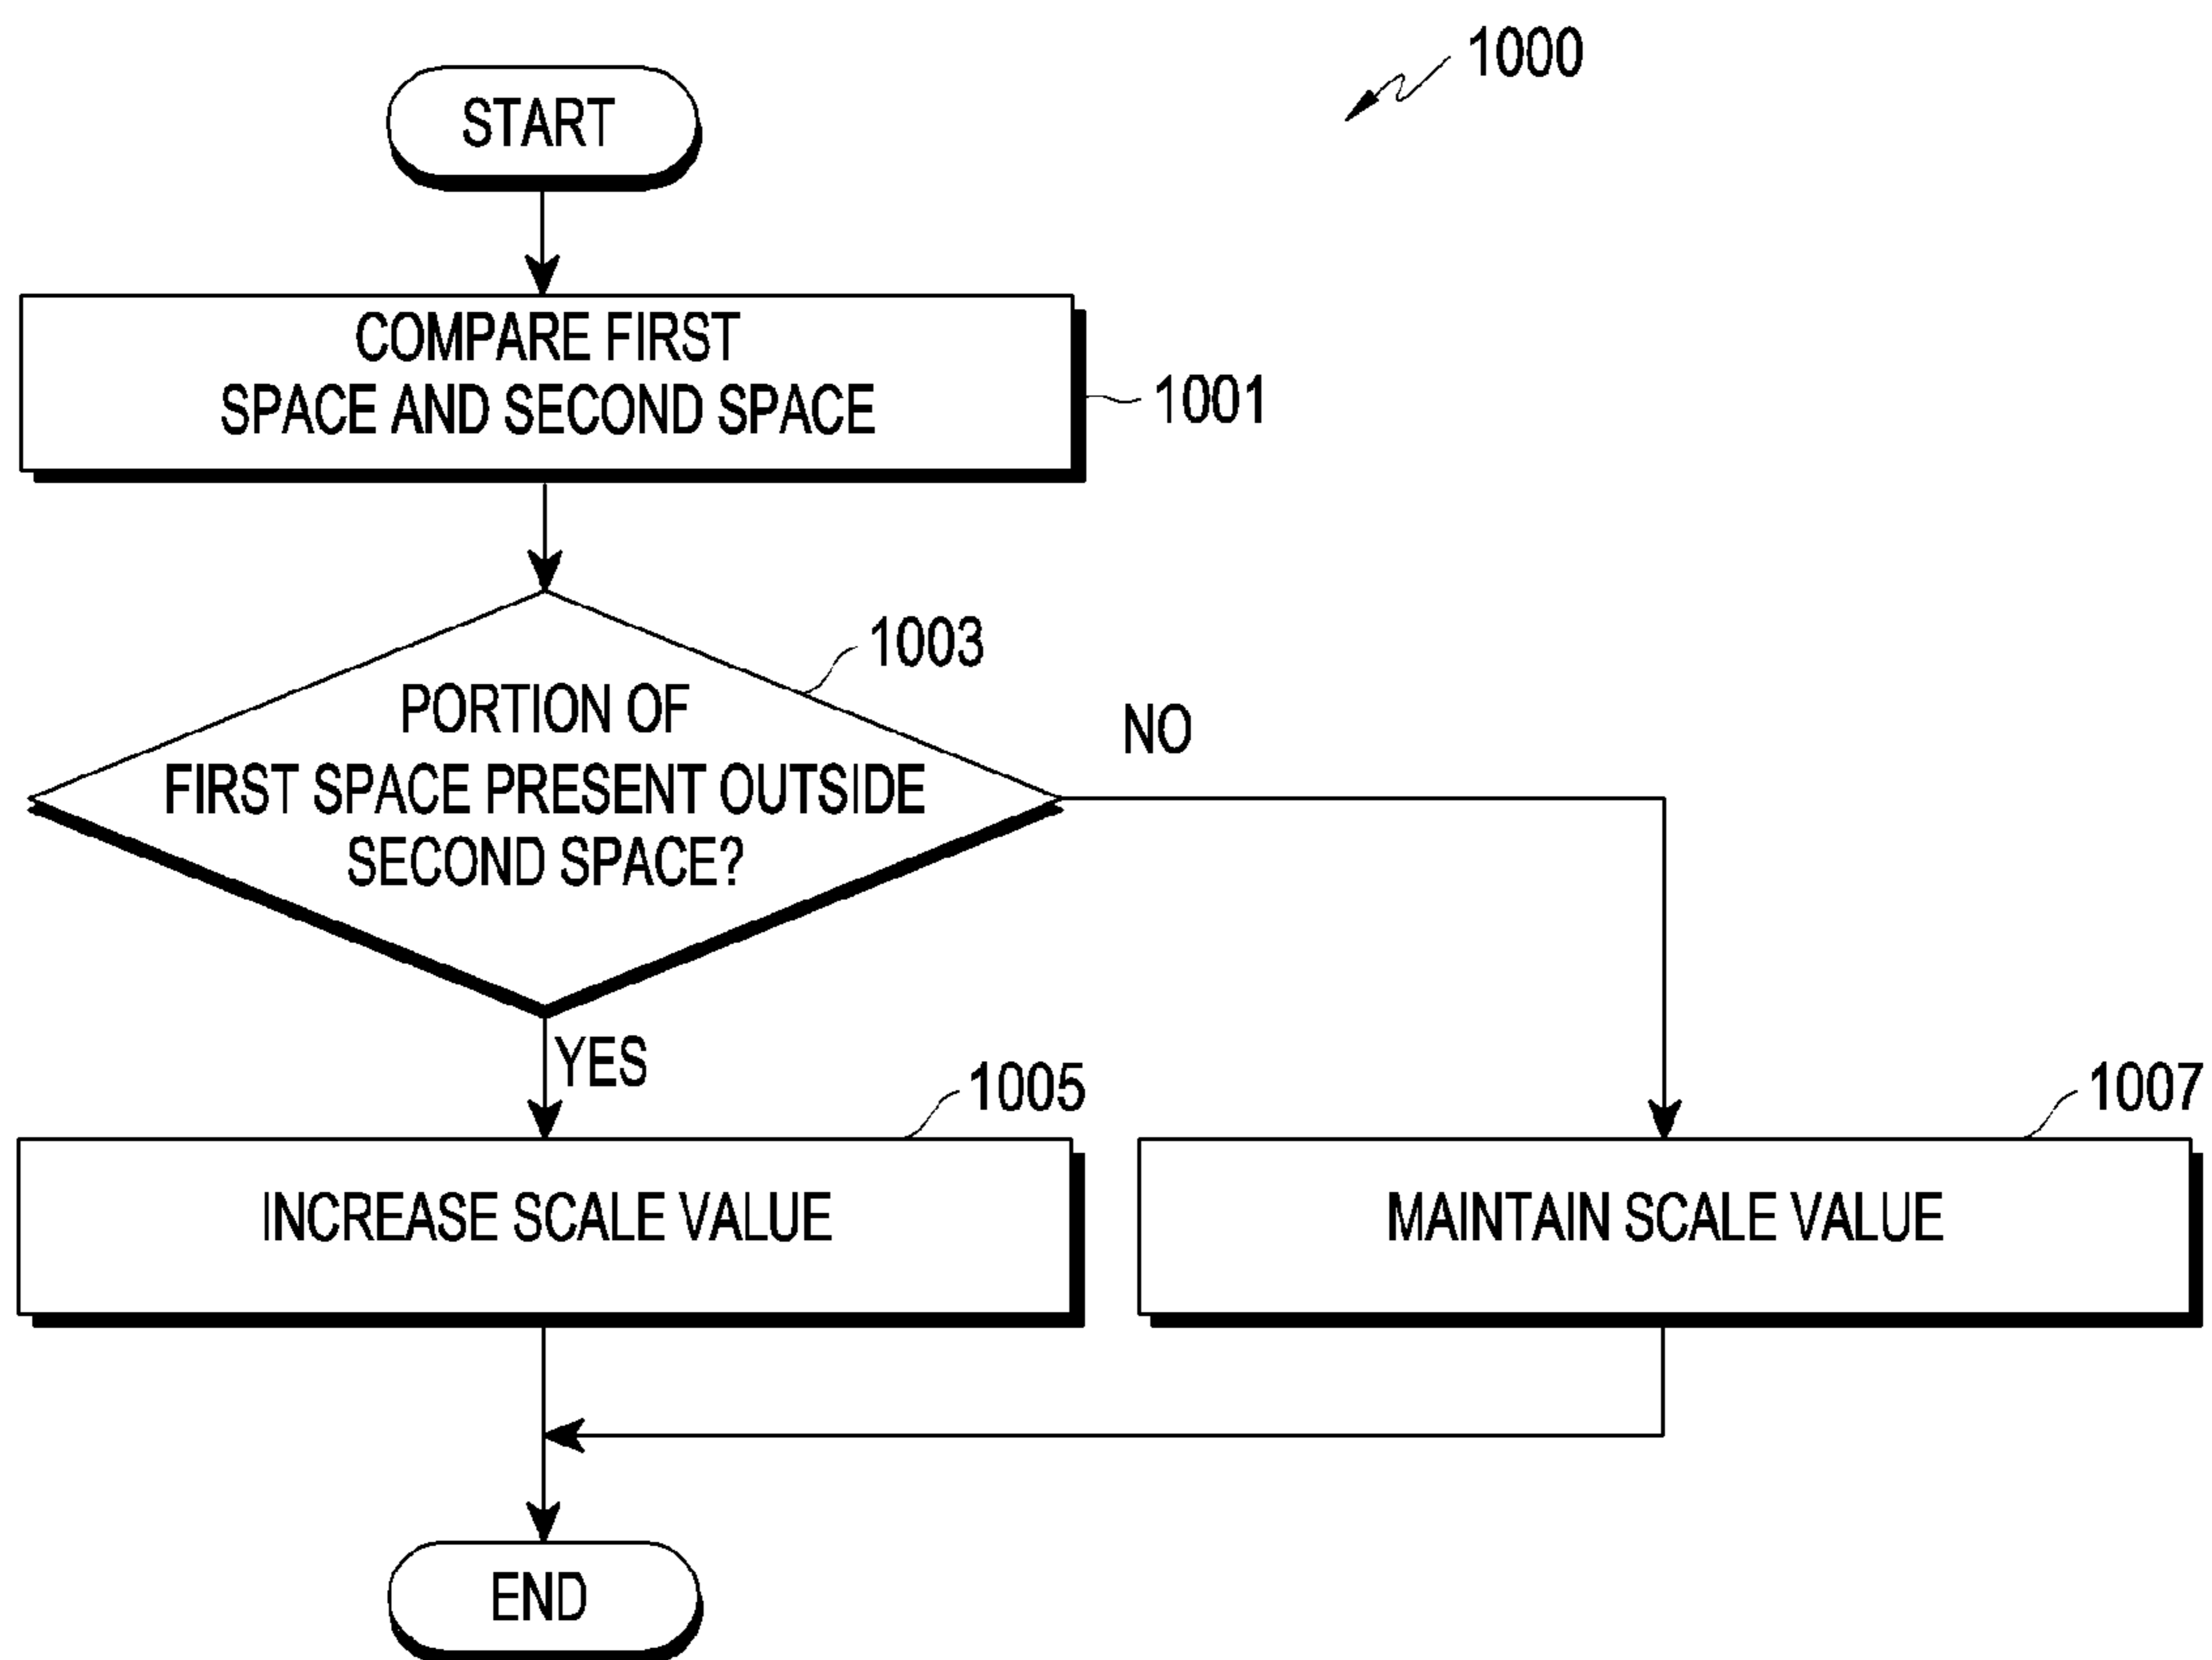 1000
START
COMPARE FIRST
SPACE AND SECOND SPACE
1001
1003
PORTION OF
FIRST SPACE PRESENT OUTSIDE
SECOND SPACE?
NO
YES
1005
INCREASE SCALE VALUE
1007
MAINTAIN SCALE VALUE
END